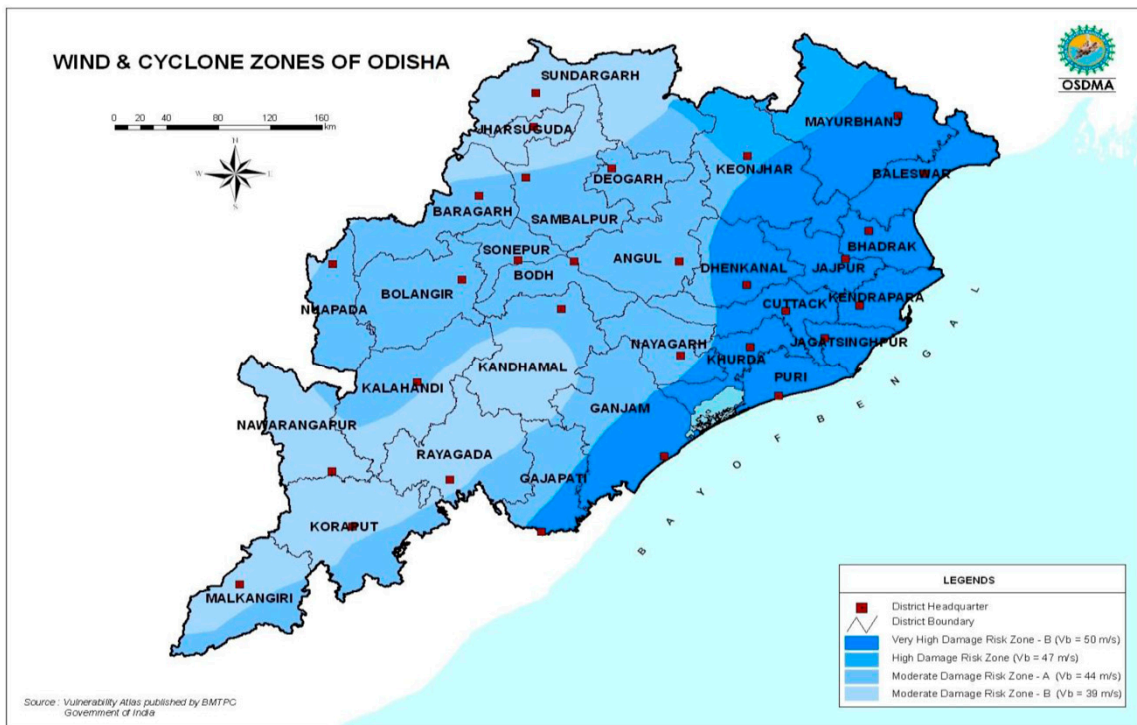 WIND & CYCLONE ZONES OF ODISHA
OSDMA
0 20 40 80 120 160
km
N
W
E
S
SUNDARGARH
JHARSUGUDA
MAYURBHANJ
KEONJHAR
DEOGARH
BALESWAR
BARAGARH
SAMBALPUR
BHADRAK
SONEPUR
ANGUL
DHENKANAL
JAJPUR
BODH
BOLANGIR
NUAPADA
CUTTACK
KENDRAPARA
NAYAGARH
JAGATSINGHPUR
KHURDA
KANDHAMAL
PURI
KALAHANDI
GANJAM
NAWARANGAPUR
RAYAGADA
GAJAPATI
KORAPUT
MALKANGIRI
BAY OF BENGAL
LEGENDS
District Headquarter
District Boundary
Very High Damage Risk Zone - B (Vb = 50 m/s)
High Damage Risk Zone (Vb = 47 m/s)
Moderate Damage Risk Zone - A (Vb = 44 m/s)
Moderate Damage Risk Zone - B (Vb = 39 m/s)
Source : Vulnerability Atlas published by BMTPC
Government of India